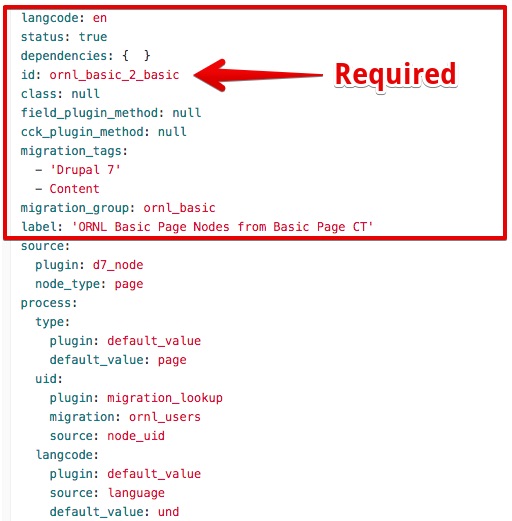 langcode: en
status: true
dependencies: {  }
id: ornl_basic_2_basic
Required
class: null
field_plugin_method: null
cck_plugin_method: null
migration_tags:
  - 'Drupal 7'
  - Content
migration_group: ornl_basic
label: 'ORNL Basic Page Nodes from Basic Page CT'
source:
  plugin: d7_node
  node_type: page
process:
  type:
    plugin: default_value
    default_value: page
  uid:
    plugin: migration_lookup
    migration: ornl_users
    source: node_uid
  langcode:
    plugin: default_value
    source: language
    default_value: und